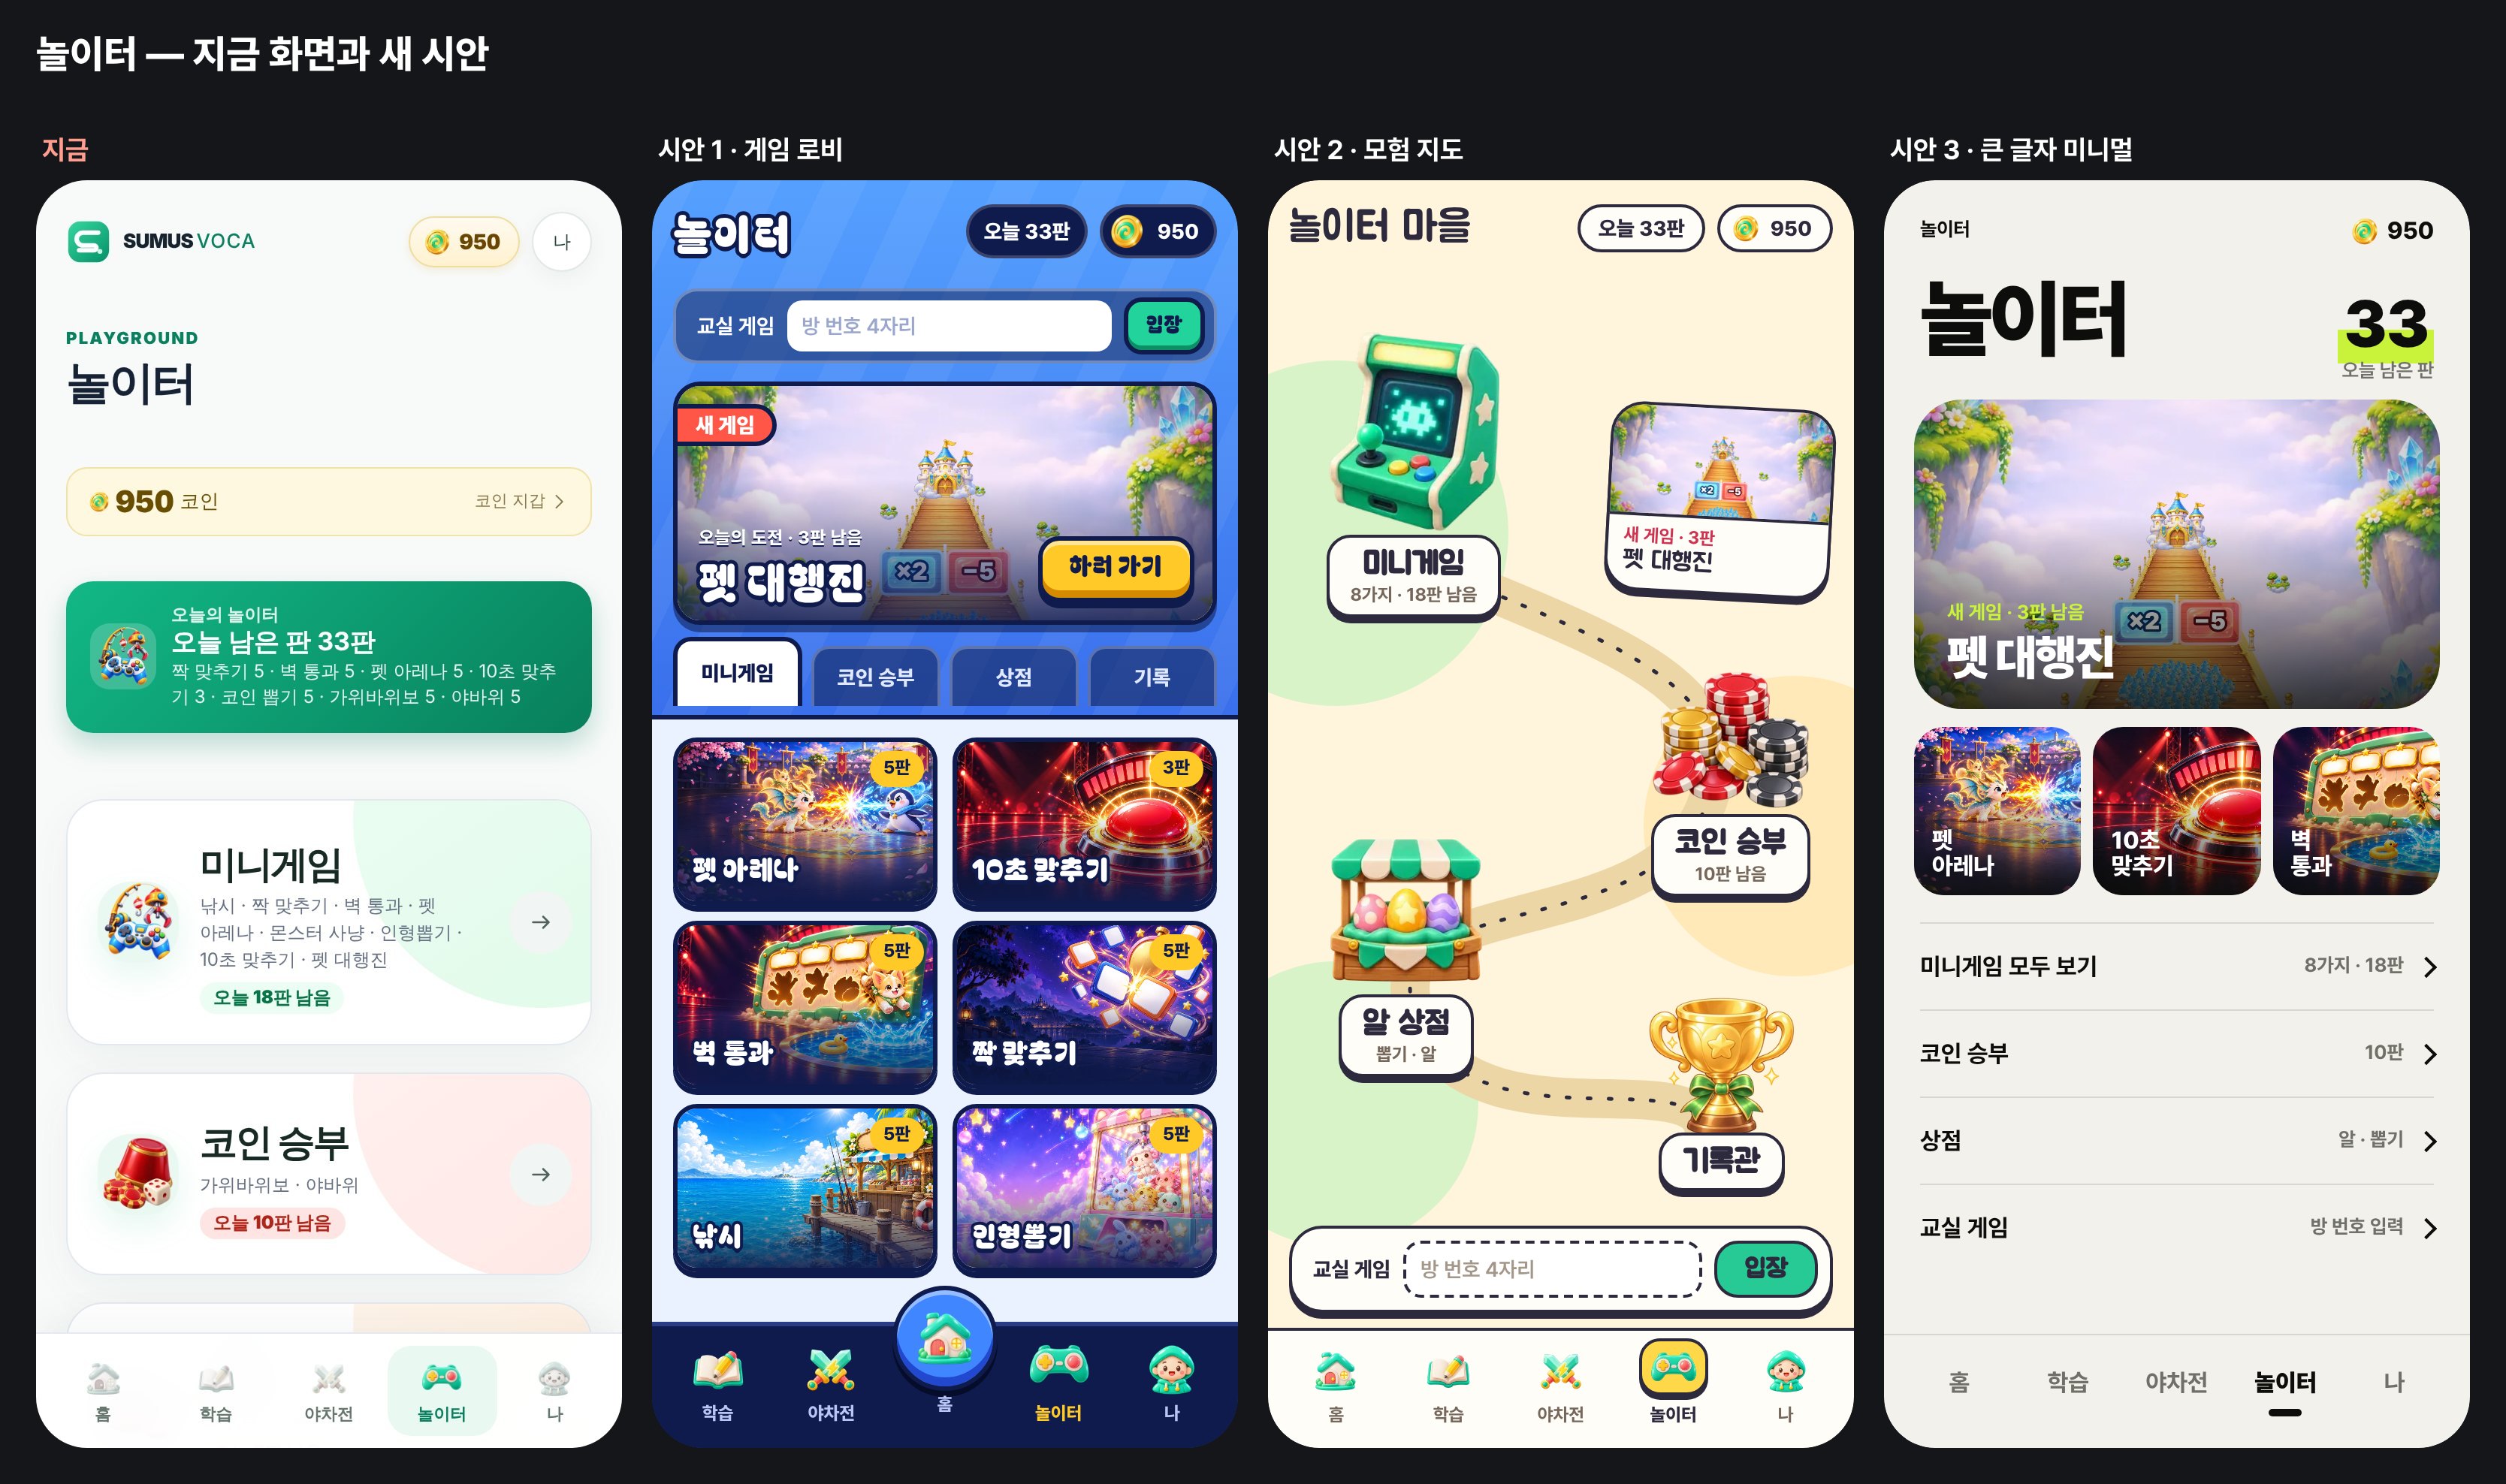 놀이터 — 지금 화면과 새 시안
지금
SUMUS VOCA
950
나
PLAYGROUND
놀이터
950 코인
코인 지갑
오늘의 놀이터
오늘 남은 판 33판
짝 맞추기 5 · 벽 통과 5 · 펫 아레나 5 · 10초 맞추
기 3 · 코인 뽑기 5 · 가위바위보 5 · 야바위 5
미니게임
낚시 · 짝 맞추기 · 벽 통과 · 펫
아레나 · 몬스터 사냥 · 인형뽑기 ·
10초 맞추기 · 펫 대행진
오늘 18판 남음
코인 승부
가위바위보 · 야바위
오늘 10판 남음
홈
학습
야차전
놀이터
나
시안 1 · 게임 로비
놀이터
오늘 33판
950
교실 게임
방 번호 4자리
입장
새 게임
오늘의 도전 · 3판 남음
펫 대행진
×2
-5
하러 가기
미니게임
코인 승부
상점
기록
5판
펫 아레나
3판
10초 맞추기
5판
벽 통과
5판
짝 맞추기
5판
낚시
5판
인형뽑기
학습
야차전
홈
놀이터
나
시안 2 · 모험 지도
놀이터 마을
오늘 33판
950
미니게임
8가지 · 18판 남음
×2
-5
새 게임 · 3판
펫 대행진
코인 승부
10판 남음
알 상점
뽑기 · 알
기록관
교실 게임
방 번호 4자리
입장
홈
학습
야차전
놀이터
나
시안 3 · 큰 글자 미니멀
놀이터
950
놀이터
33
오늘 남은 판
새 게임 · 3판 남음
펫 대행진
×2
-5
펫
아레나
10초
맞추기
벽
통과
미니게임 모두 보기
8가지 · 18판
코인 승부
10판
상점
알 · 뽑기
교실 게임
방 번호 입력
홈
학습
야차전
놀이터
나